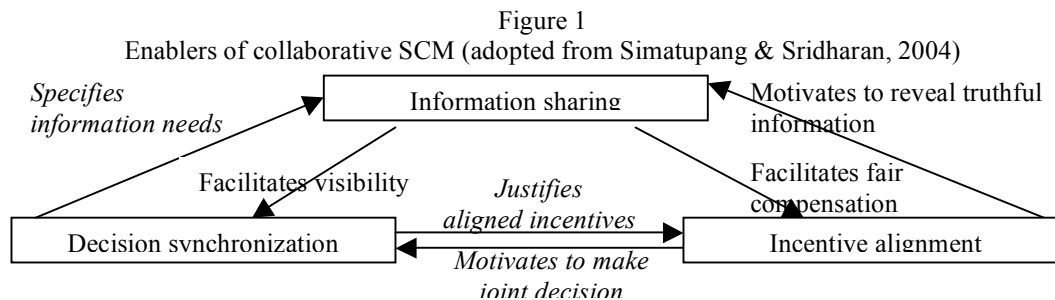 Figure 1
Enablers of collaborative SCM (adopted from Simatupang & Sridharan, 2004)
Specifies
information needs
Information sharing
Motivates to reveal truthful
information
Facilitates visibility
Justifies
aligned incentives
Facilitates fair
compensation
Decision synchronization
Incentive alignment
Motivates to make
joint decision